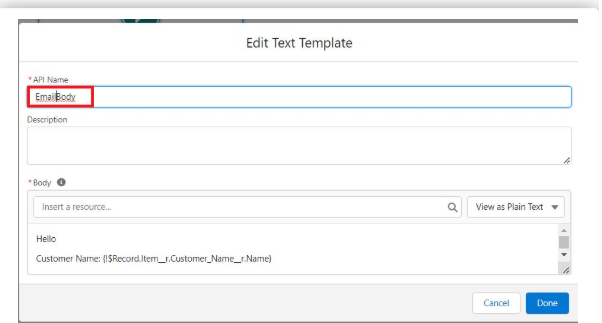 Edit Text Template
*API Name
EmailBody
Description
*Body
Insert a resource...
View as Plain Text
Hello
Customer Name: {!$Record.Item__r.Customer_Name__r.Name}
Cancel
Done